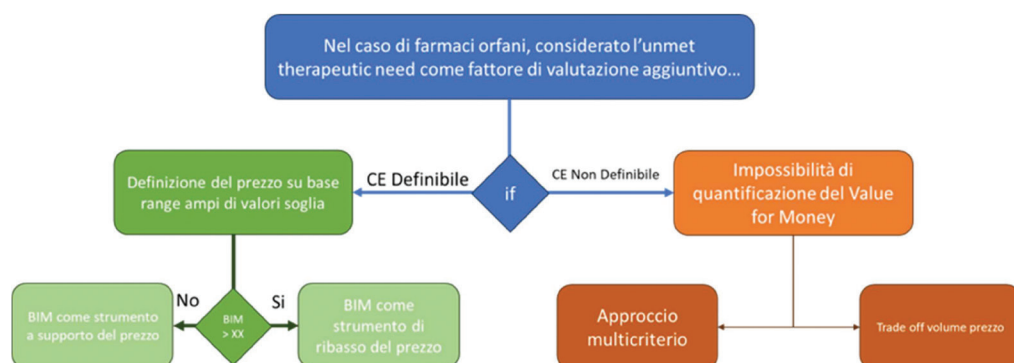 Nel caso di farmaci orfani, considerato l'unmet
therapeutic need come fattore di valutazione aggiuntivo…
Definizione del prezzo su base
range ampi di valori soglia
CE Definibile
if
CE Non Definibile
Impossibilità di
quantificazione del Value
for Money
BIM come strumento
a supporto del prezzo
No
BIM
> XX
Si
BIM come
strumento di
ribasso del prezzo
Approccio
multicriterio
Trade off volume prezzo